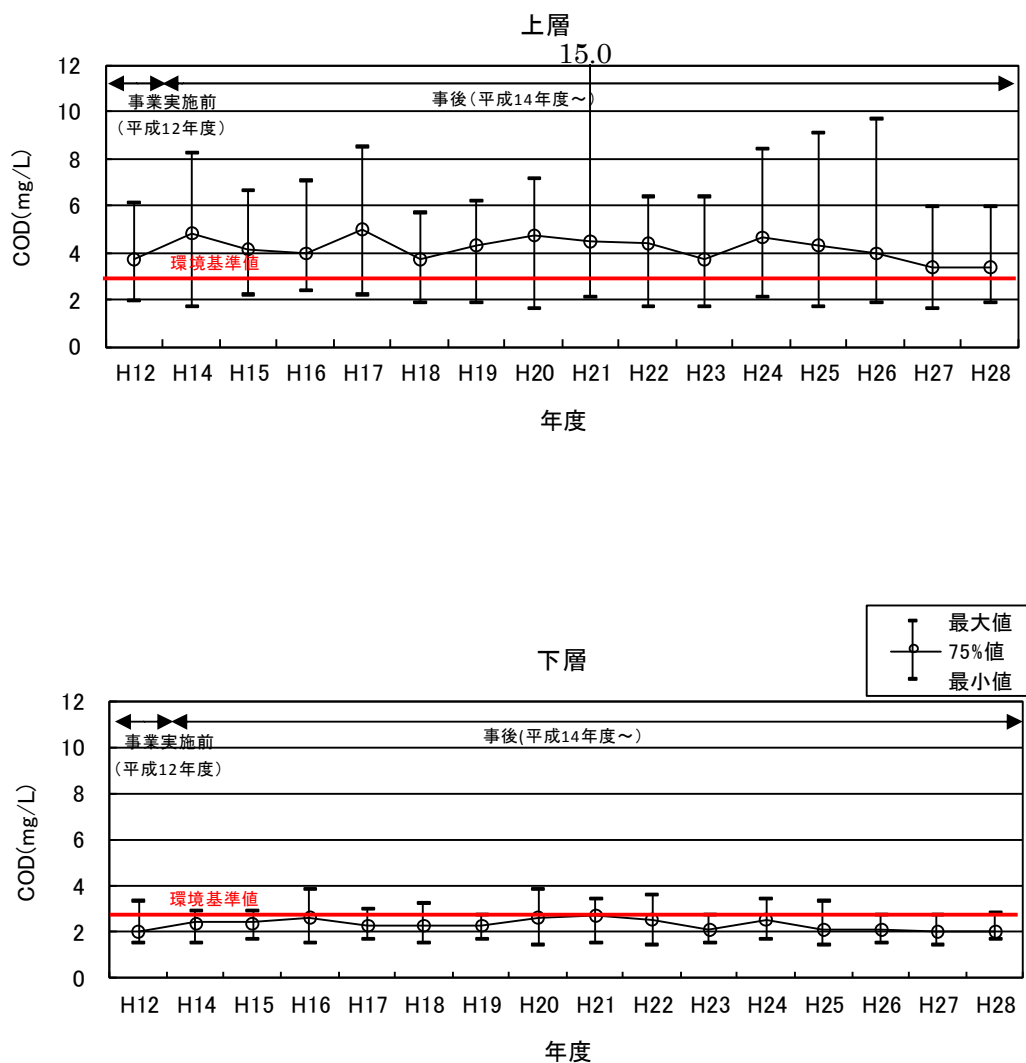 上層
15.0
12
10
8
6
4
2
0
COD(mg/L)
事業実施前
(平成12年度)
事後(平成14年度～)
環境基準値
H12 H14 H15 H16 H17 H18 H19 H20 H21 H22 H23 H24 H25 H26 H27 H28
年度
最大値
75%値
最小値
下層
12
10
8
6
4
2
0
COD(mg/L)
事業実施前
(平成12年度)
事後(平成14年度～)
環境基準値
H12 H14 H15 H16 H17 H18 H19 H20 H21 H22 H23 H24 H25 H26 H27 H28
年度